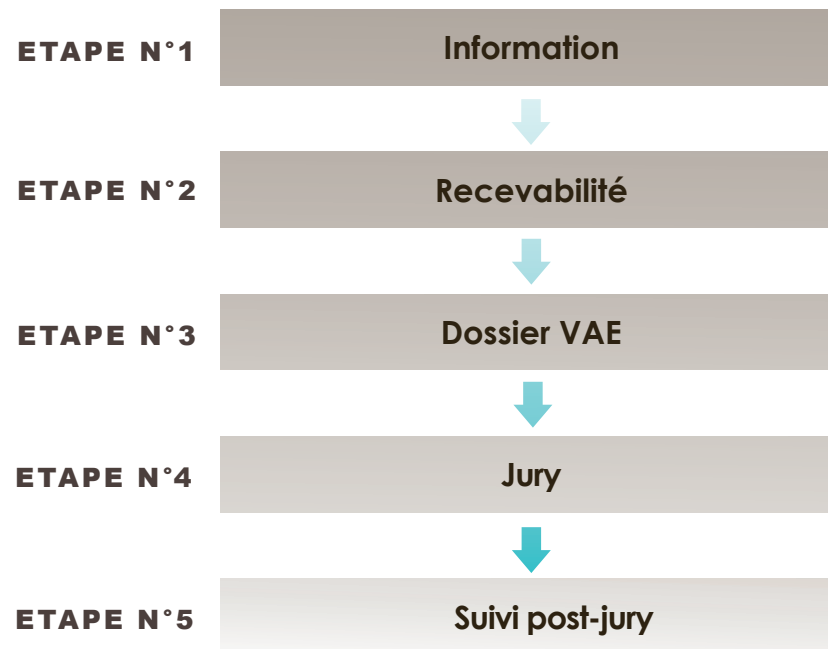 ETAPE N°1
Information
ETAPE N°2
Recevabilité
ETAPE N°3
Dossier VAE
ETAPE N°4
Jury
ETAPE N°5
Suivi post-jury